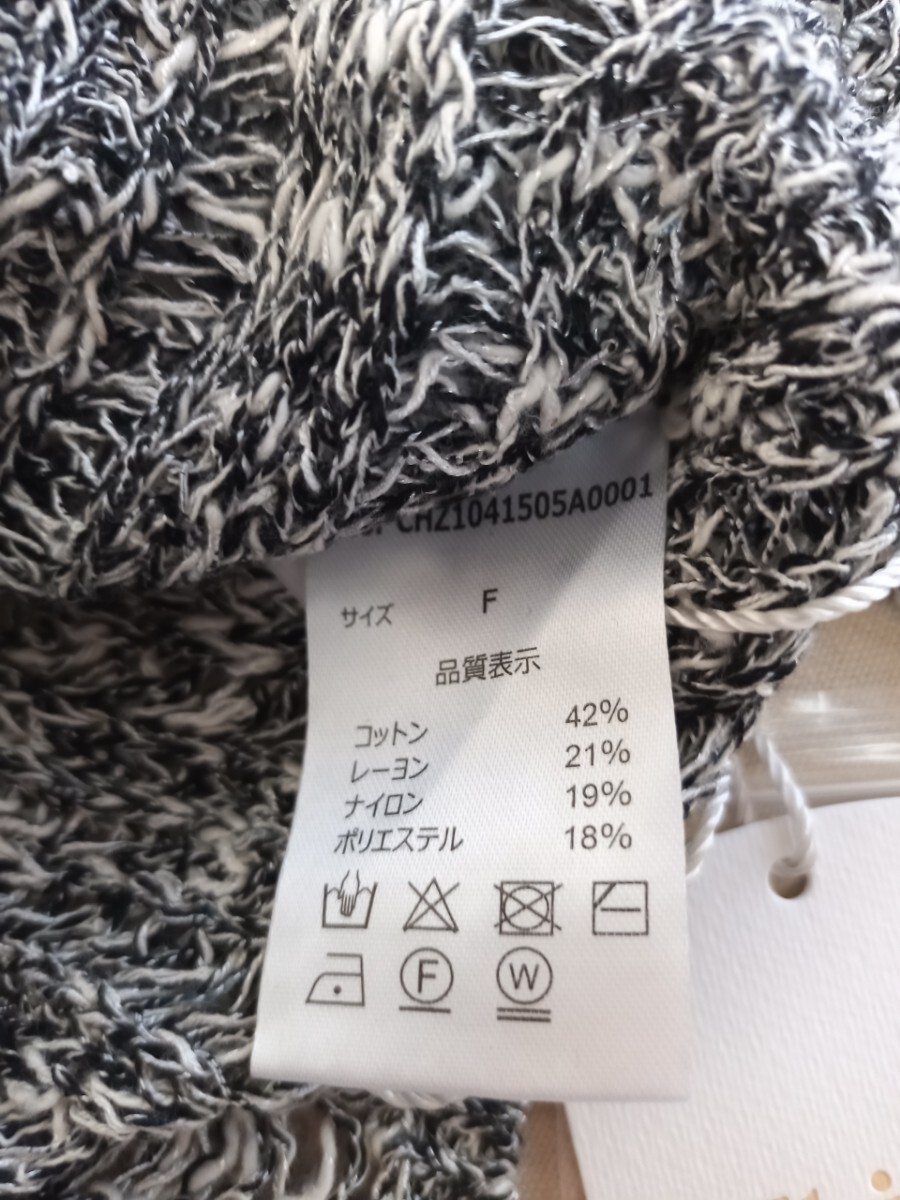 CHZ1041505A0001
サイズ F
品質表示
コットン 42%
レーヨン 21%
ナイロン 19%
ポリエステル 18%
F W